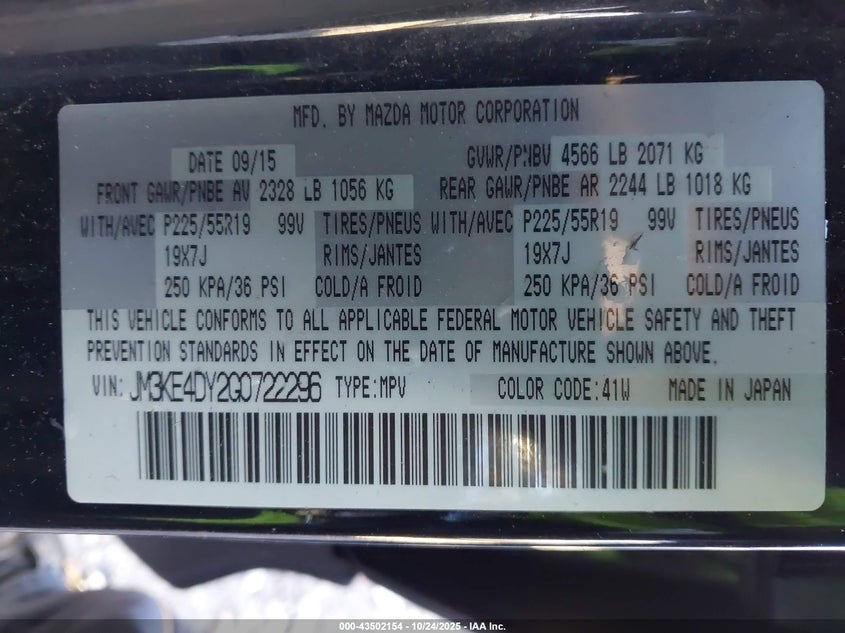 MFD. BY MAZDA MOTOR CORPORATION
DATE 09/15 GVWR/PNBV 4566 LB 2071 KG
FRONT GAWR/PNBE AV 2328 LB 1056 KG REAR GAWR/PNBE AR 2244 LB 1018 KG
WITH/AVEC P225/55R19 99V TIRES/PNEUS WITH/AVEC P225/55R19 99V TIRES/PNEUS
19X7J RIMS/JANTES 19X7J RIMS/JANTES
250 KPA/36 PSI COLD/A FROID 250 KPA/36 PSI COLD/A FROID
THIS VEHICLE CONFORMS TO ALL APPLICABLE FEDERAL MOTOR VEHICLE SAFETY AND THEFT
PREVENTION STANDARDS IN EFFECT ON THE DATE OF MANUFACTURE SHOWN ABOVE.
VIN: JM3KE4DY2G0722296 TYPE:MPV COLOR CODE:41W MADE IN JAPAN
000-43502154 - 10/24/2025 - IAA Inc.